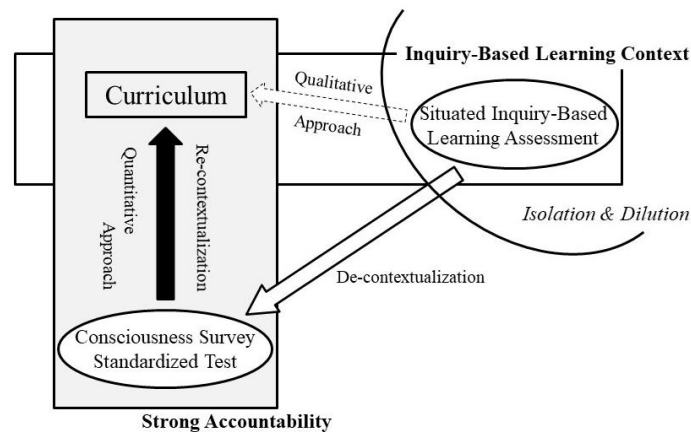 Inquiry-Based Learning Context
Curriculum
Qualitative
Approach
Situated Inquiry-Based
Learning Assessment
Re-contextualization
Quantitative
Approach
Isolation & Dilution
De-contextualization
Consciousness Survey
Standardized Test
Strong Accountability